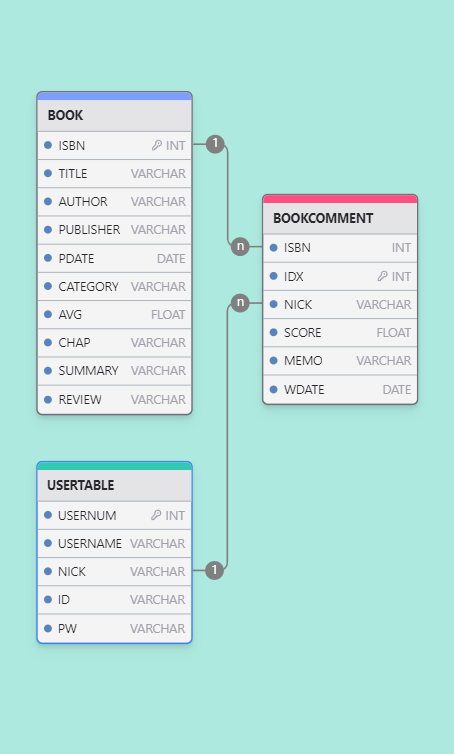 BOOK
ISBN INT
TITLE VARCHAR
AUTHOR VARCHAR
PUBLISHER VARCHAR
PDATE DATE
CATEGORY VARCHAR
AVG FLOAT
CHAP VARCHAR
SUMMARY VARCHAR
REVIEW VARCHAR
1
n
BOOKCOMMENT
ISBN INT
IDX INT
NICK VARCHAR
SCORE FLOAT
MEMO VARCHAR
WDATE DATE
n
1
USERTABLE
USERNUM INT
USERNAME VARCHAR
NICK VARCHAR
ID VARCHAR
PW VARCHAR